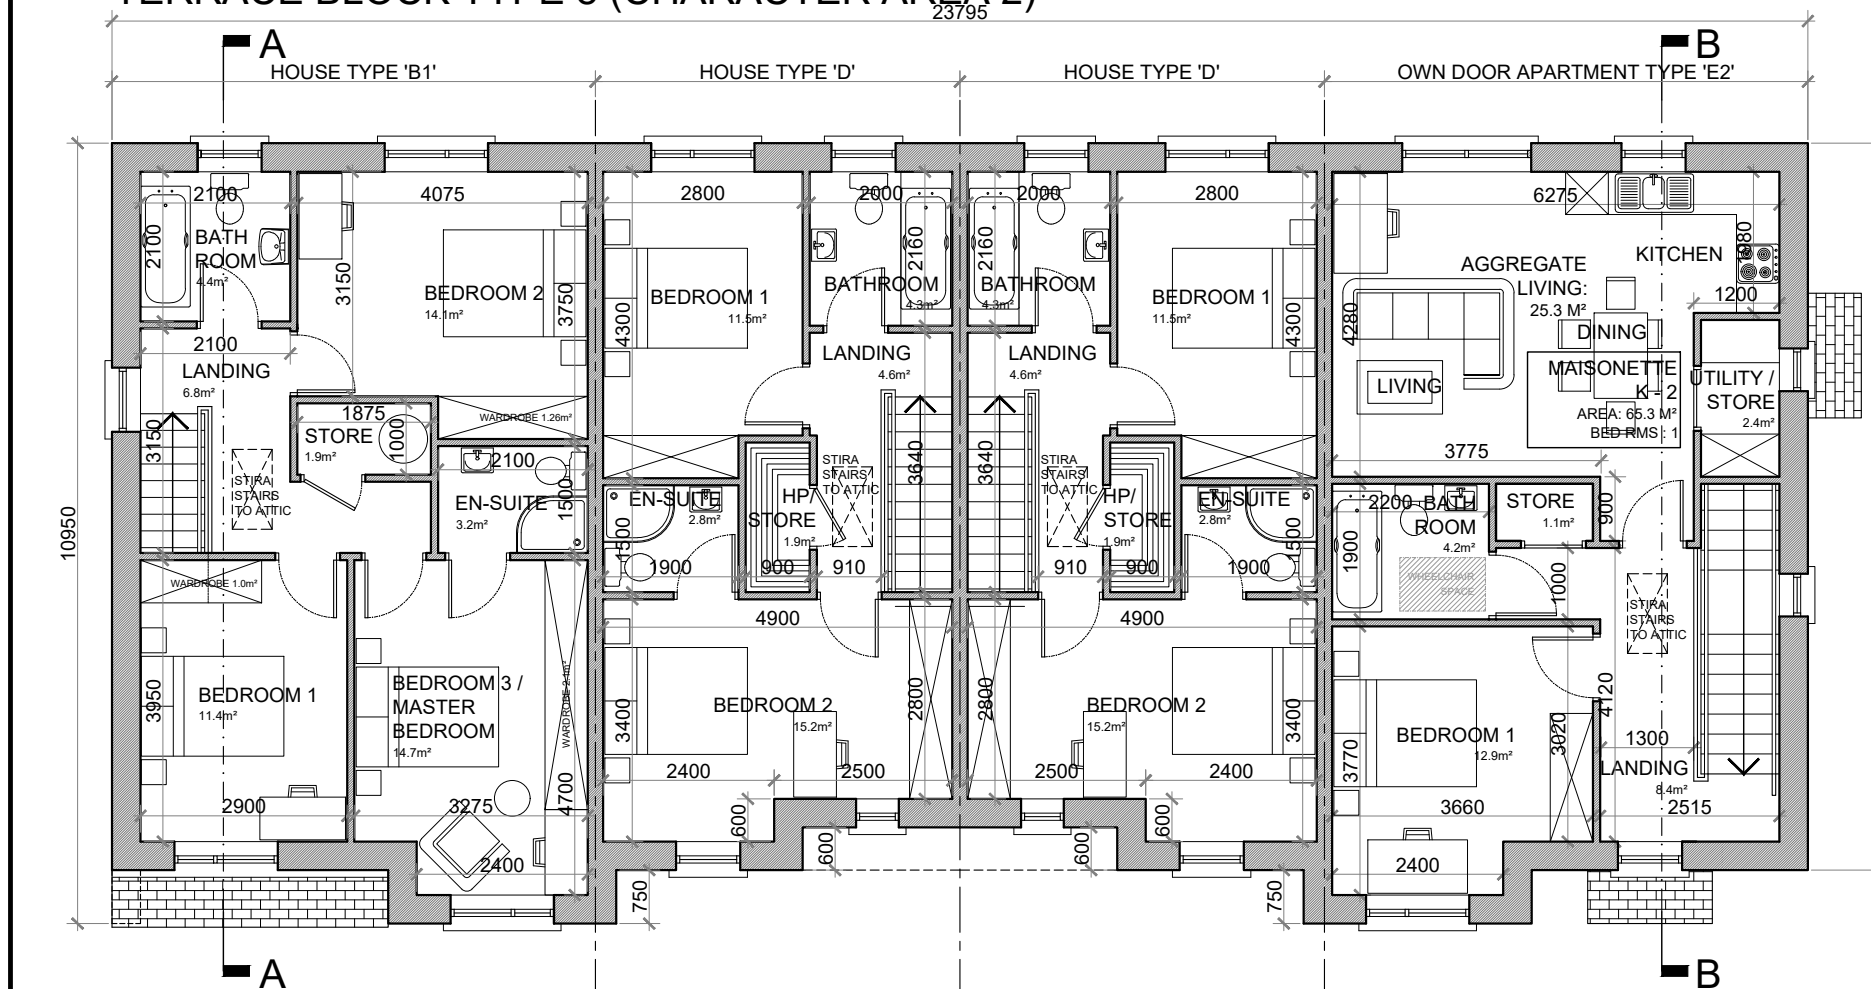 TERRACE BLOCK TYPE 3 (CHARACTER AREA 2)
23795
A
B
HOUSE TYPE 'B1'
HOUSE TYPE 'D'
HOUSE TYPE 'D'
OWN DOOR APARTMENT TYPE 'E2'
10950
2100
BATH
ROOM
4.4m²
2100
2100
LANDING
6.8m²
3150
STIRA
STAIRS
TO ATTIC
4075
3150
BEDROOM 2
14.1m²
3750
WARDROBE 1.26m²
1875
STORE
1.9m²
1000
2100
EN-SUITE
3.2m²
1500
WARDROBE 1.0m²
3950
BEDROOM 1
11.4m²
2900
BEDROOM 3 /
MASTER
BEDROOM
14.7m²
WARDROBE 2.1m²
4700
3275
2400
2800
BEDROOM 1
11.5m²
4300
2000
2160
BATHROOM
4.3m²
LANDING
4.6m²
3640
STIRA
STAIRS
TO ATTIC
EN-SUITE
2.8m²
1500
HP/
STORE
1.9m²
1900
900
910
4900
BEDROOM 2
15.2m²
3400
2800
2400
2500
600
600
750
2000
2160
BATHROOM
4.3m²
2800
BEDROOM 1
11.5m²
4300
LANDING
4.6m²
3640
STIRA
STAIRS
TO ATTIC
HP/
STORE
1.9m²
EN-SUITE
2.8m²
1500
910
900
1900
4900
BEDROOM 2
15.2m²
2800
3400
2500
2400
600
600
750
6275
KITCHEN
1980
1200
AGGREGATE
LIVING:
25.3 M²
DINING
4280
LIVING
MAISONETTE
K - 2
AREA: 65.3 M²
BED RMS : 1
UTILITY /
STORE
2.4m²
3775
2200
BATH
ROOM
4.2m²
1900
WHEELCHAIR
SPACE
STORE
1.1m²
900
1000
STIRA
STAIRS
TO ATTIC
4120
BEDROOM 1
12.9m²
3770
3020
3660
2400
1300
LANDING
8.4m²
2515
A
B